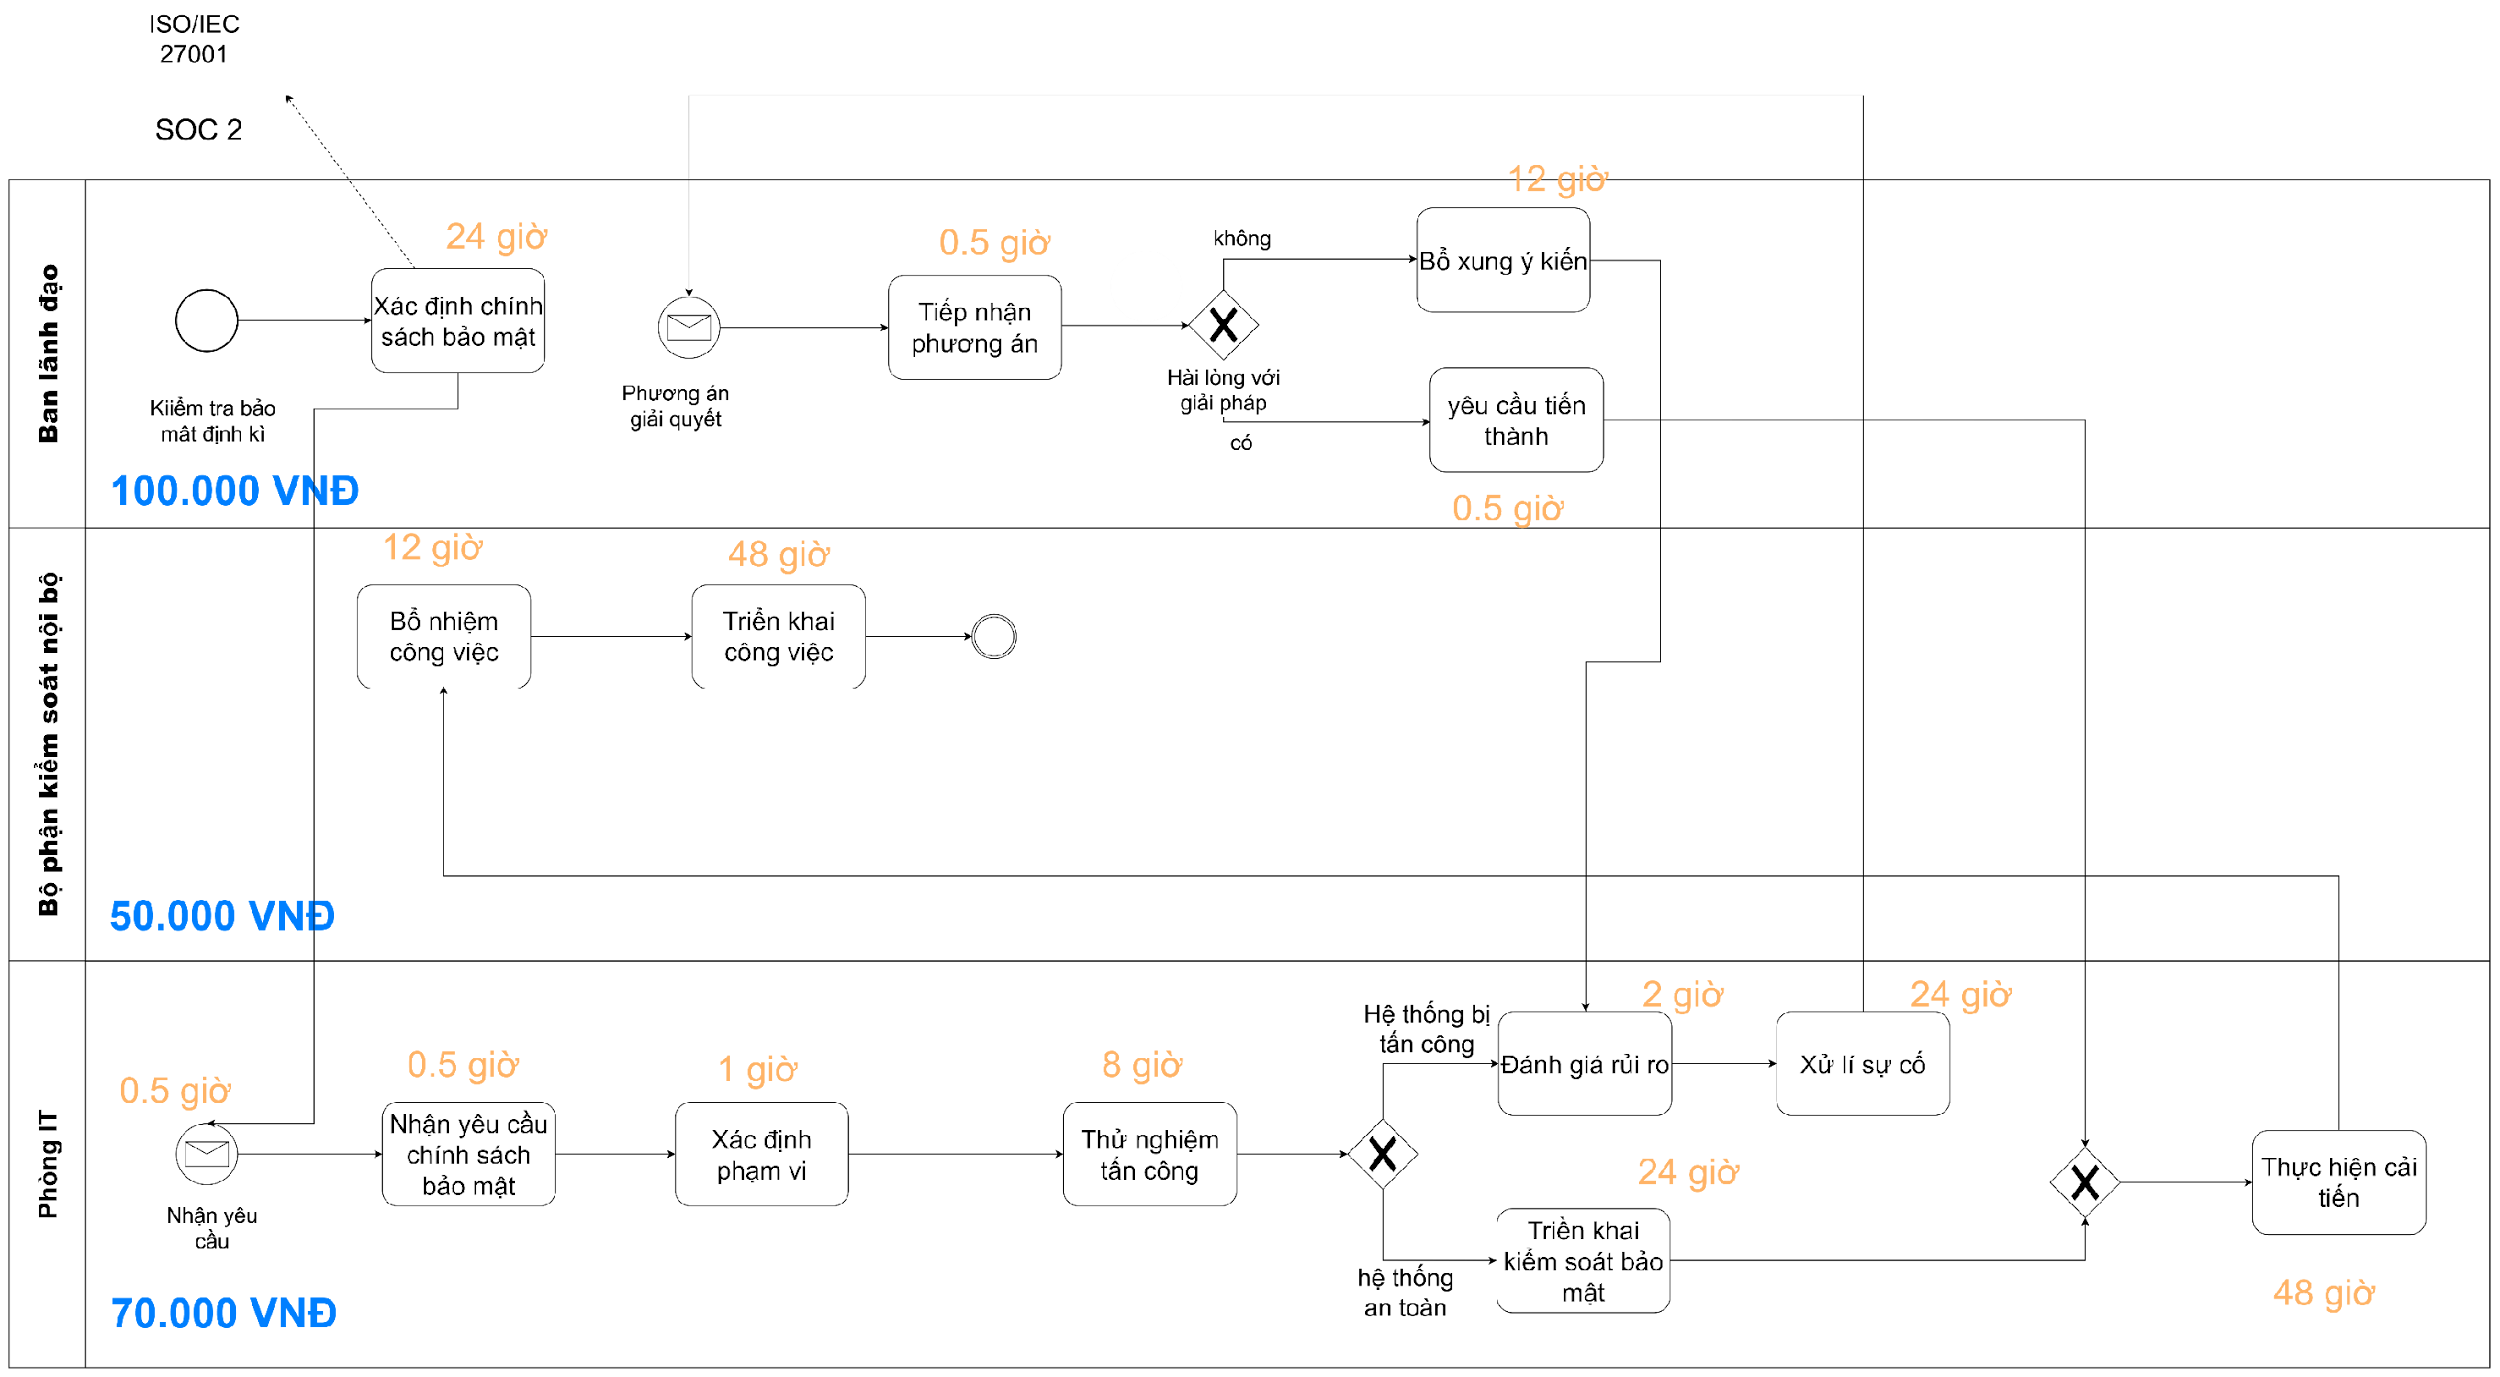 ISO/IEC
27001
SOC 2
Ban lãnh đạo
Kiiểm tra bảo
mât định kì
100.000 VNĐ
24 giờ
Xác định chính
sách bảo mật
Phương án
giải quyết
0.5 giờ
Tiếp nhận
phương án
không
Hài lòng với
giải pháp
có
12 giờ
Bổ xung ý kiến
yêu cầu tiến
thành
0.5 giờ
Bộ phận kiểm soát nội bộ
12 giờ
Bổ nhiệm
công việc
48 giờ
Triển khai
công việc
50.000 VNĐ
Phòng IT
0.5 giờ
Nhận yêu
cầu
0.5 giờ
Nhận yêu cầu
chính sách
bảo mật
1 giờ
Xác định
phạm vi
8 giờ
Thử nghiệm
tấn công
Hệ thống bị
tấn công
2 giờ
Đánh giá rủi ro
24 giờ
Xử lí sự cố
hệ thống
an toàn
24 giờ
Triển khai
kiểm soát bảo
mật
Thực hiện cải
tiến
48 giờ
70.000 VNĐ